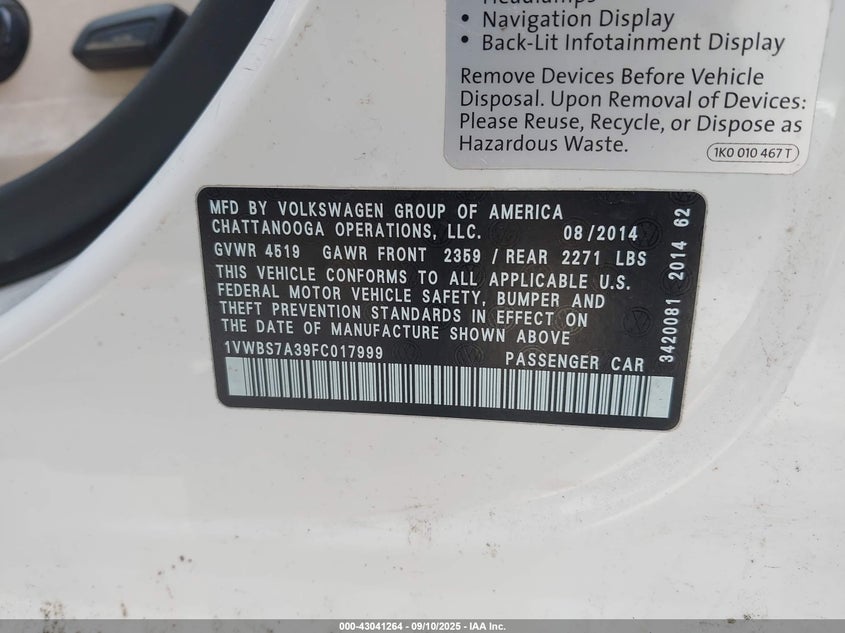 Headlamps
• Navigation Display
• Back-Lit Infotainment Display
Remove Devices Before Vehicle
Disposal. Upon Removal of Devices:
Please Reuse, Recycle, or Dispose as
Hazardous Waste.
1K0 010 467 T
MFD BY VOLKSWAGEN GROUP OF AMERICA
CHATTANOOGA OPERATIONS, LLC. 08/2014
GVWR 4519 GAWR FRONT 2359 / REAR 2271 LBS
THIS VEHICLE CONFORMS TO ALL APPLICABLE U.S.
FEDERAL MOTOR VEHICLE SAFETY, BUMPER AND
THEFT PREVENTION STANDARDS IN EFFECT ON
THE DATE OF MANUFACTURE SHOWN ABOVE
1VWBS7A39FC017999 PASSENGER CAR
3420081 2014 62
000-43041264 - 09/10/2025 - IAA Inc.